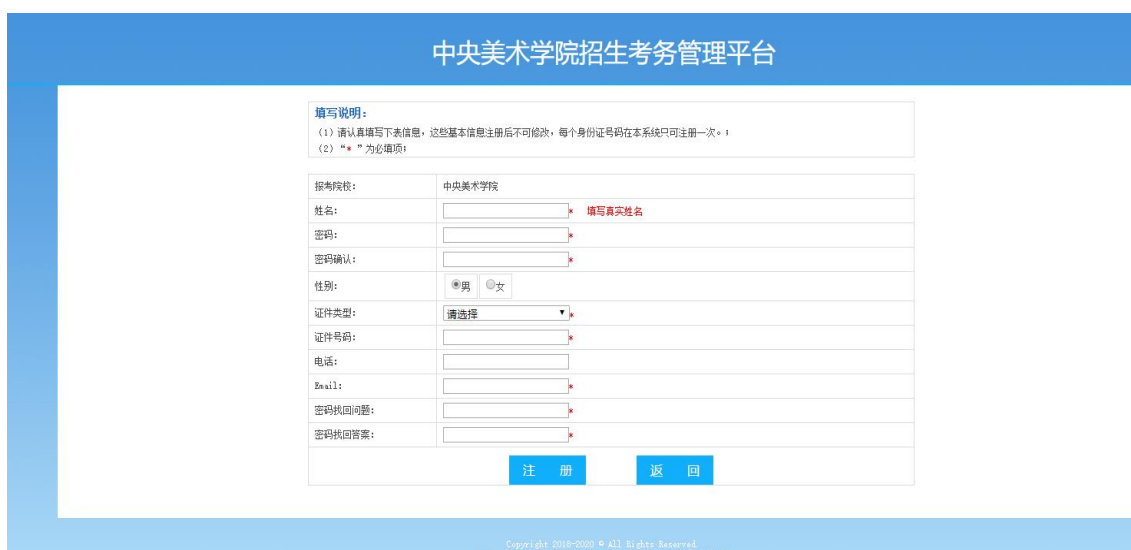 中央美术学院招生考务管理平台
填写说明：
（1）请认真填写下表信息，这些基本信息注册后不可修改，每个身份证号码在本系统只可注册一次。；
（2）“* ”为必填项；
报考院校： 中央美术学院
姓名： * 填写真实姓名
密码： *
密码确认： *
性别： 男 女
证件类型： 请选择 *
证件号码： *
电话：
Email： *
密码找回问题： *
密码找回答案： *
注 册 返 回
Copyright 2016-2020 © All Rights Reserved.